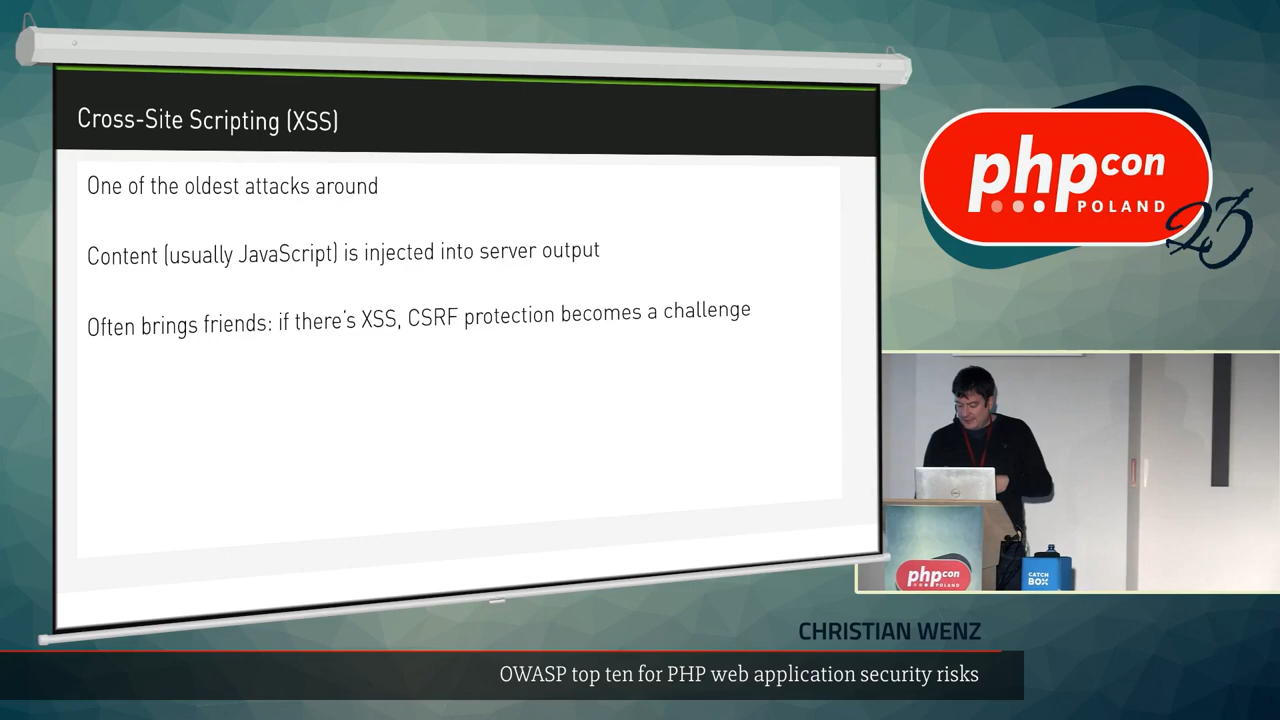 Cross-Site Scripting (XSS)
One of the oldest attacks around
Content (usually JavaScript) is injected into server output
Often brings friends: if there's XSS, CSRF protection becomes a challenge
phpcon
POLAND
23
phpcon
POLAND
CATCH
BOX
DELL
CHRISTIAN WENZ
OWASP top ten for PHP web application security risks